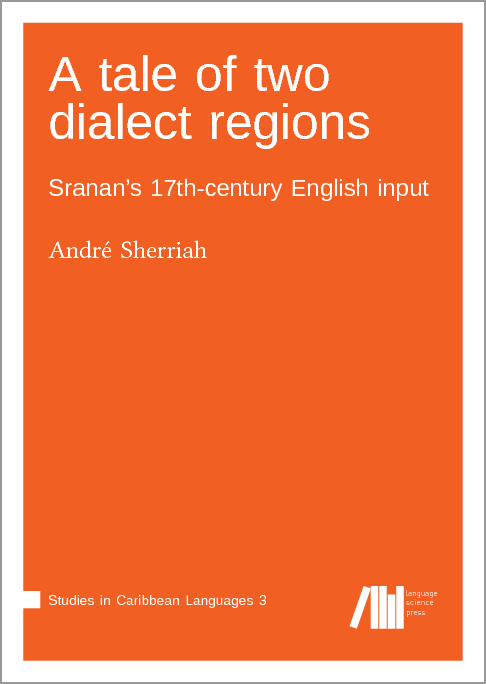 A tale of two
dialect regions
Sranan’s 17th-century English input
André Sherriah
Studies in Caribbean Languages 3
language
science
press